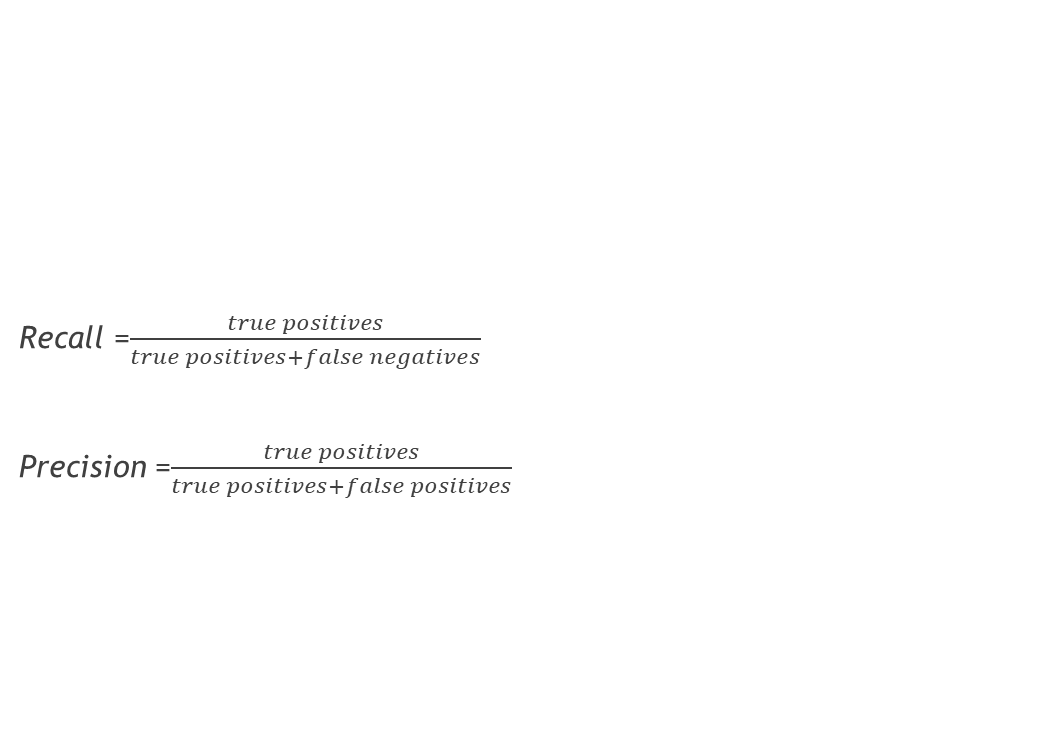 Recall = true positives / true positives+false negatives
Precision = true positives / true positives+false positives